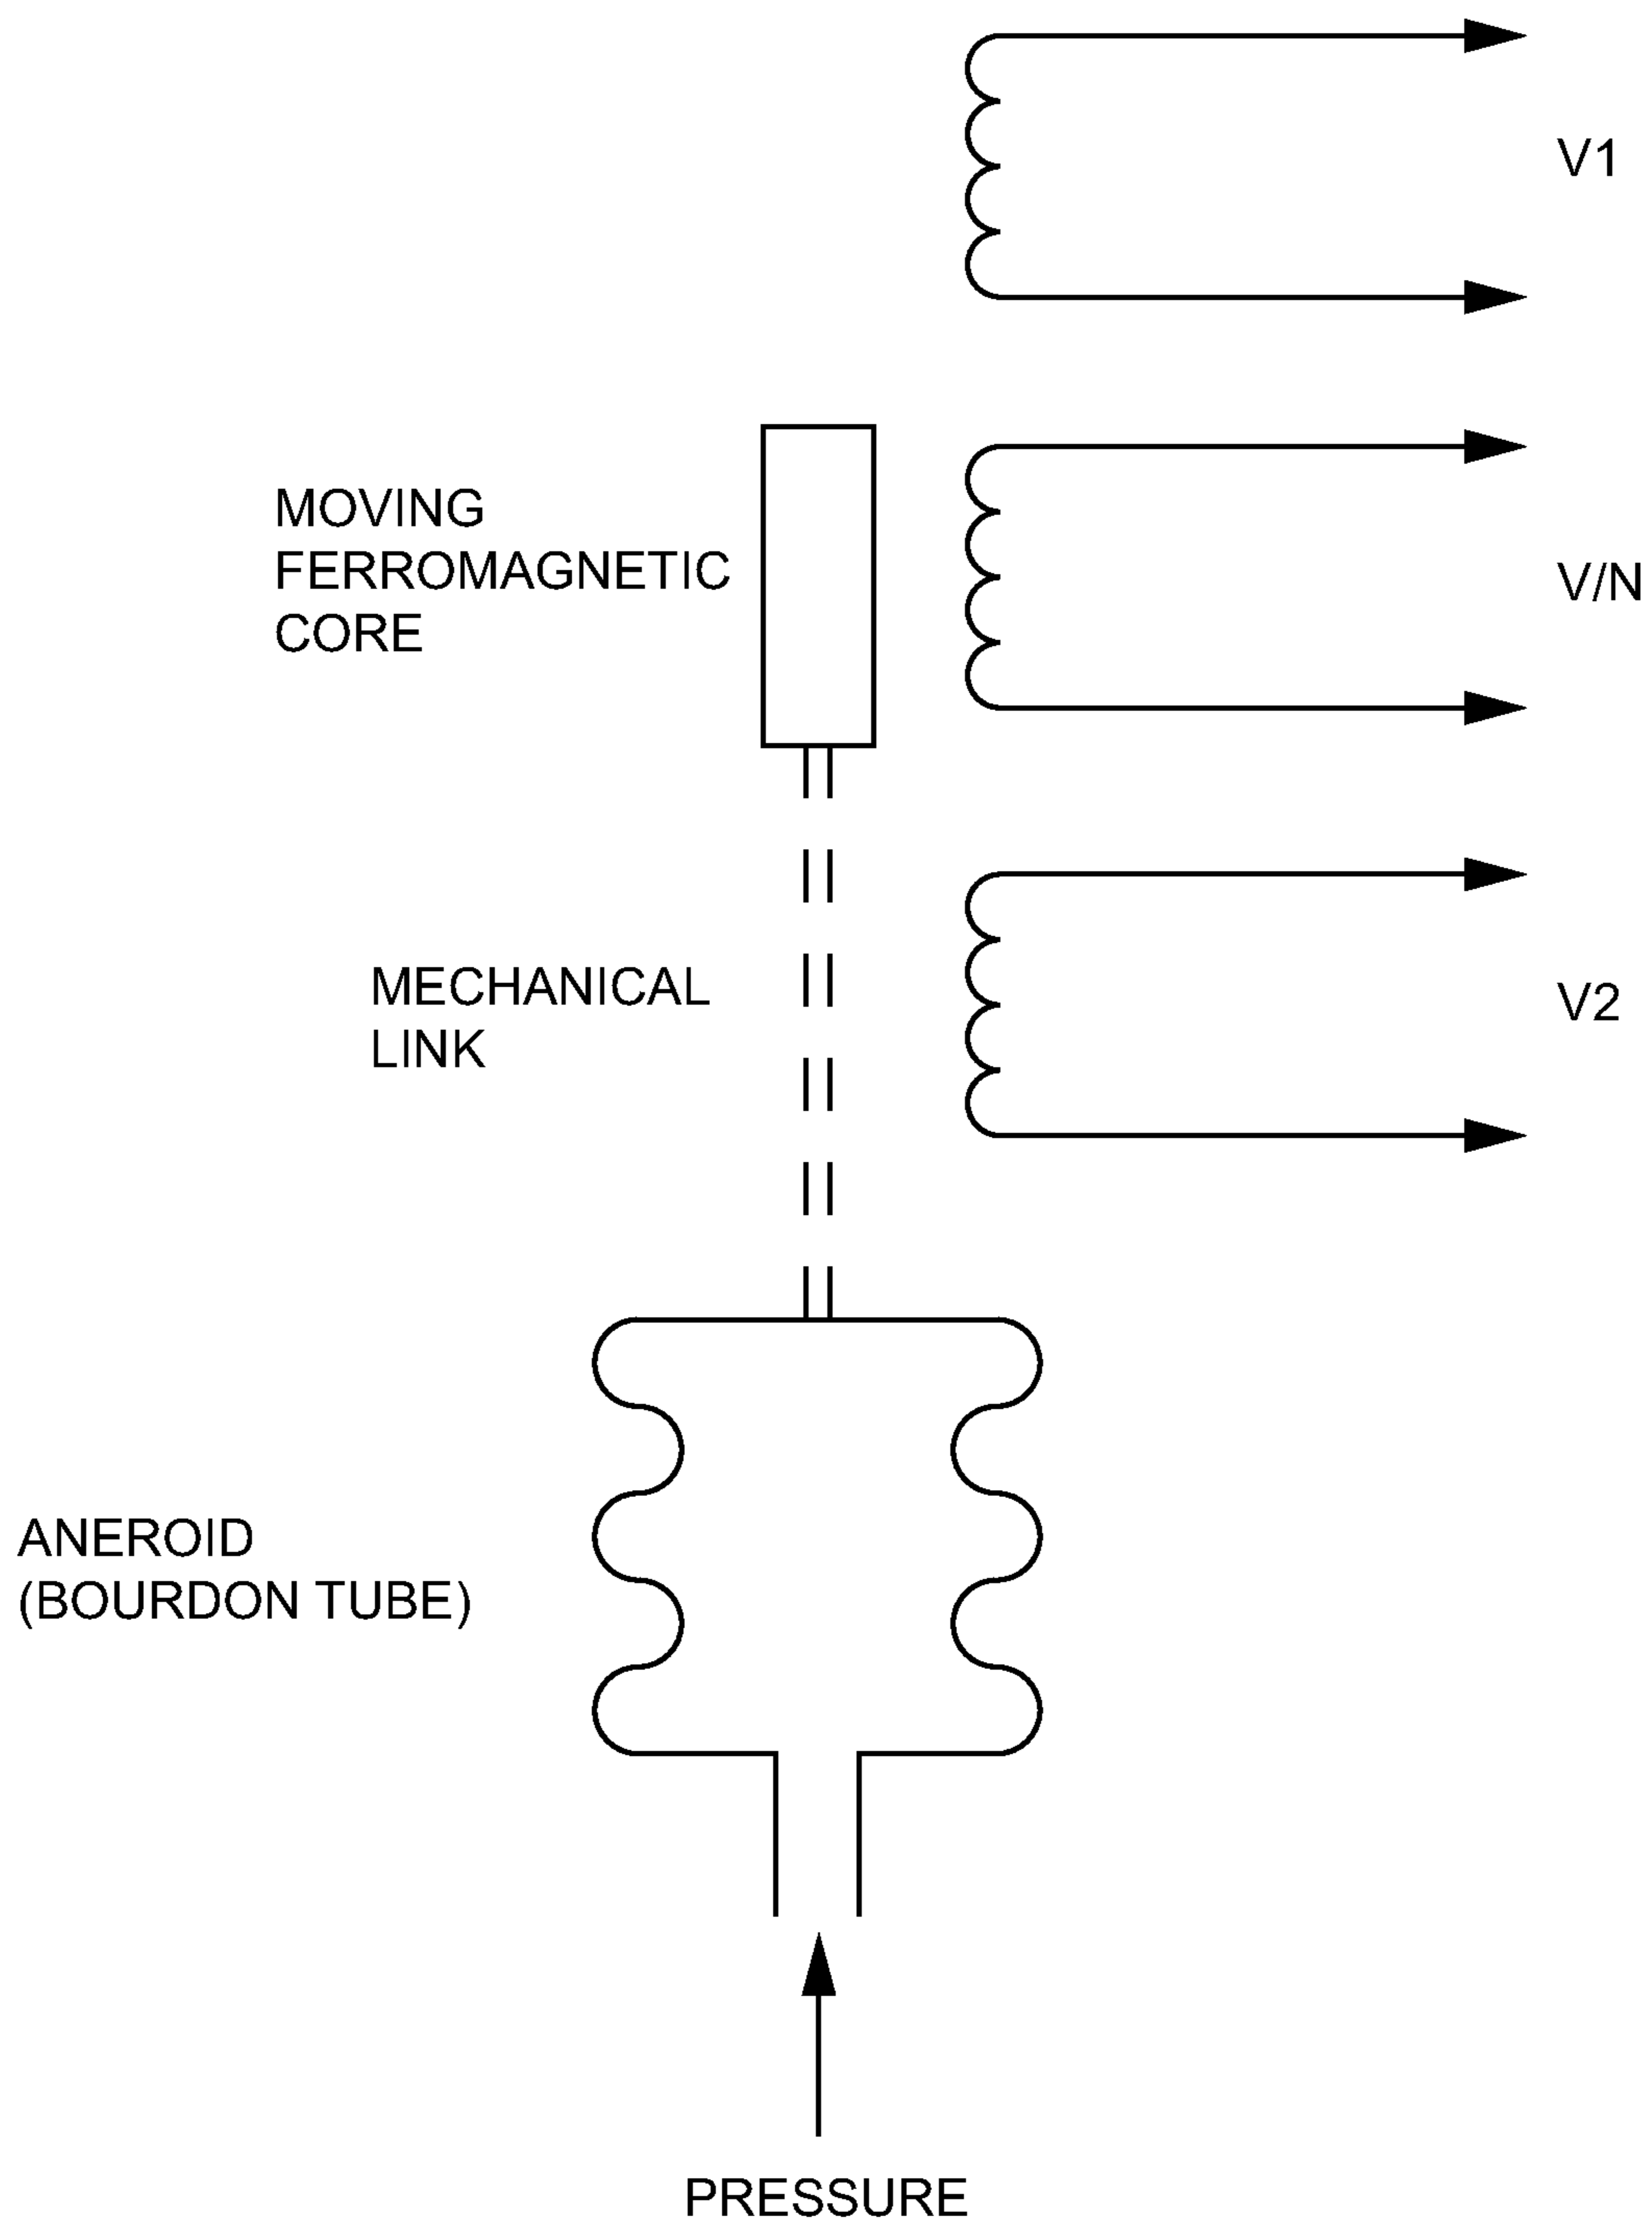 V1
MOVING
FERROMAGNETIC
CORE
V/N
MECHANICAL
LINK
V2
ANEROID
(BOURDON TUBE)
PRESSURE